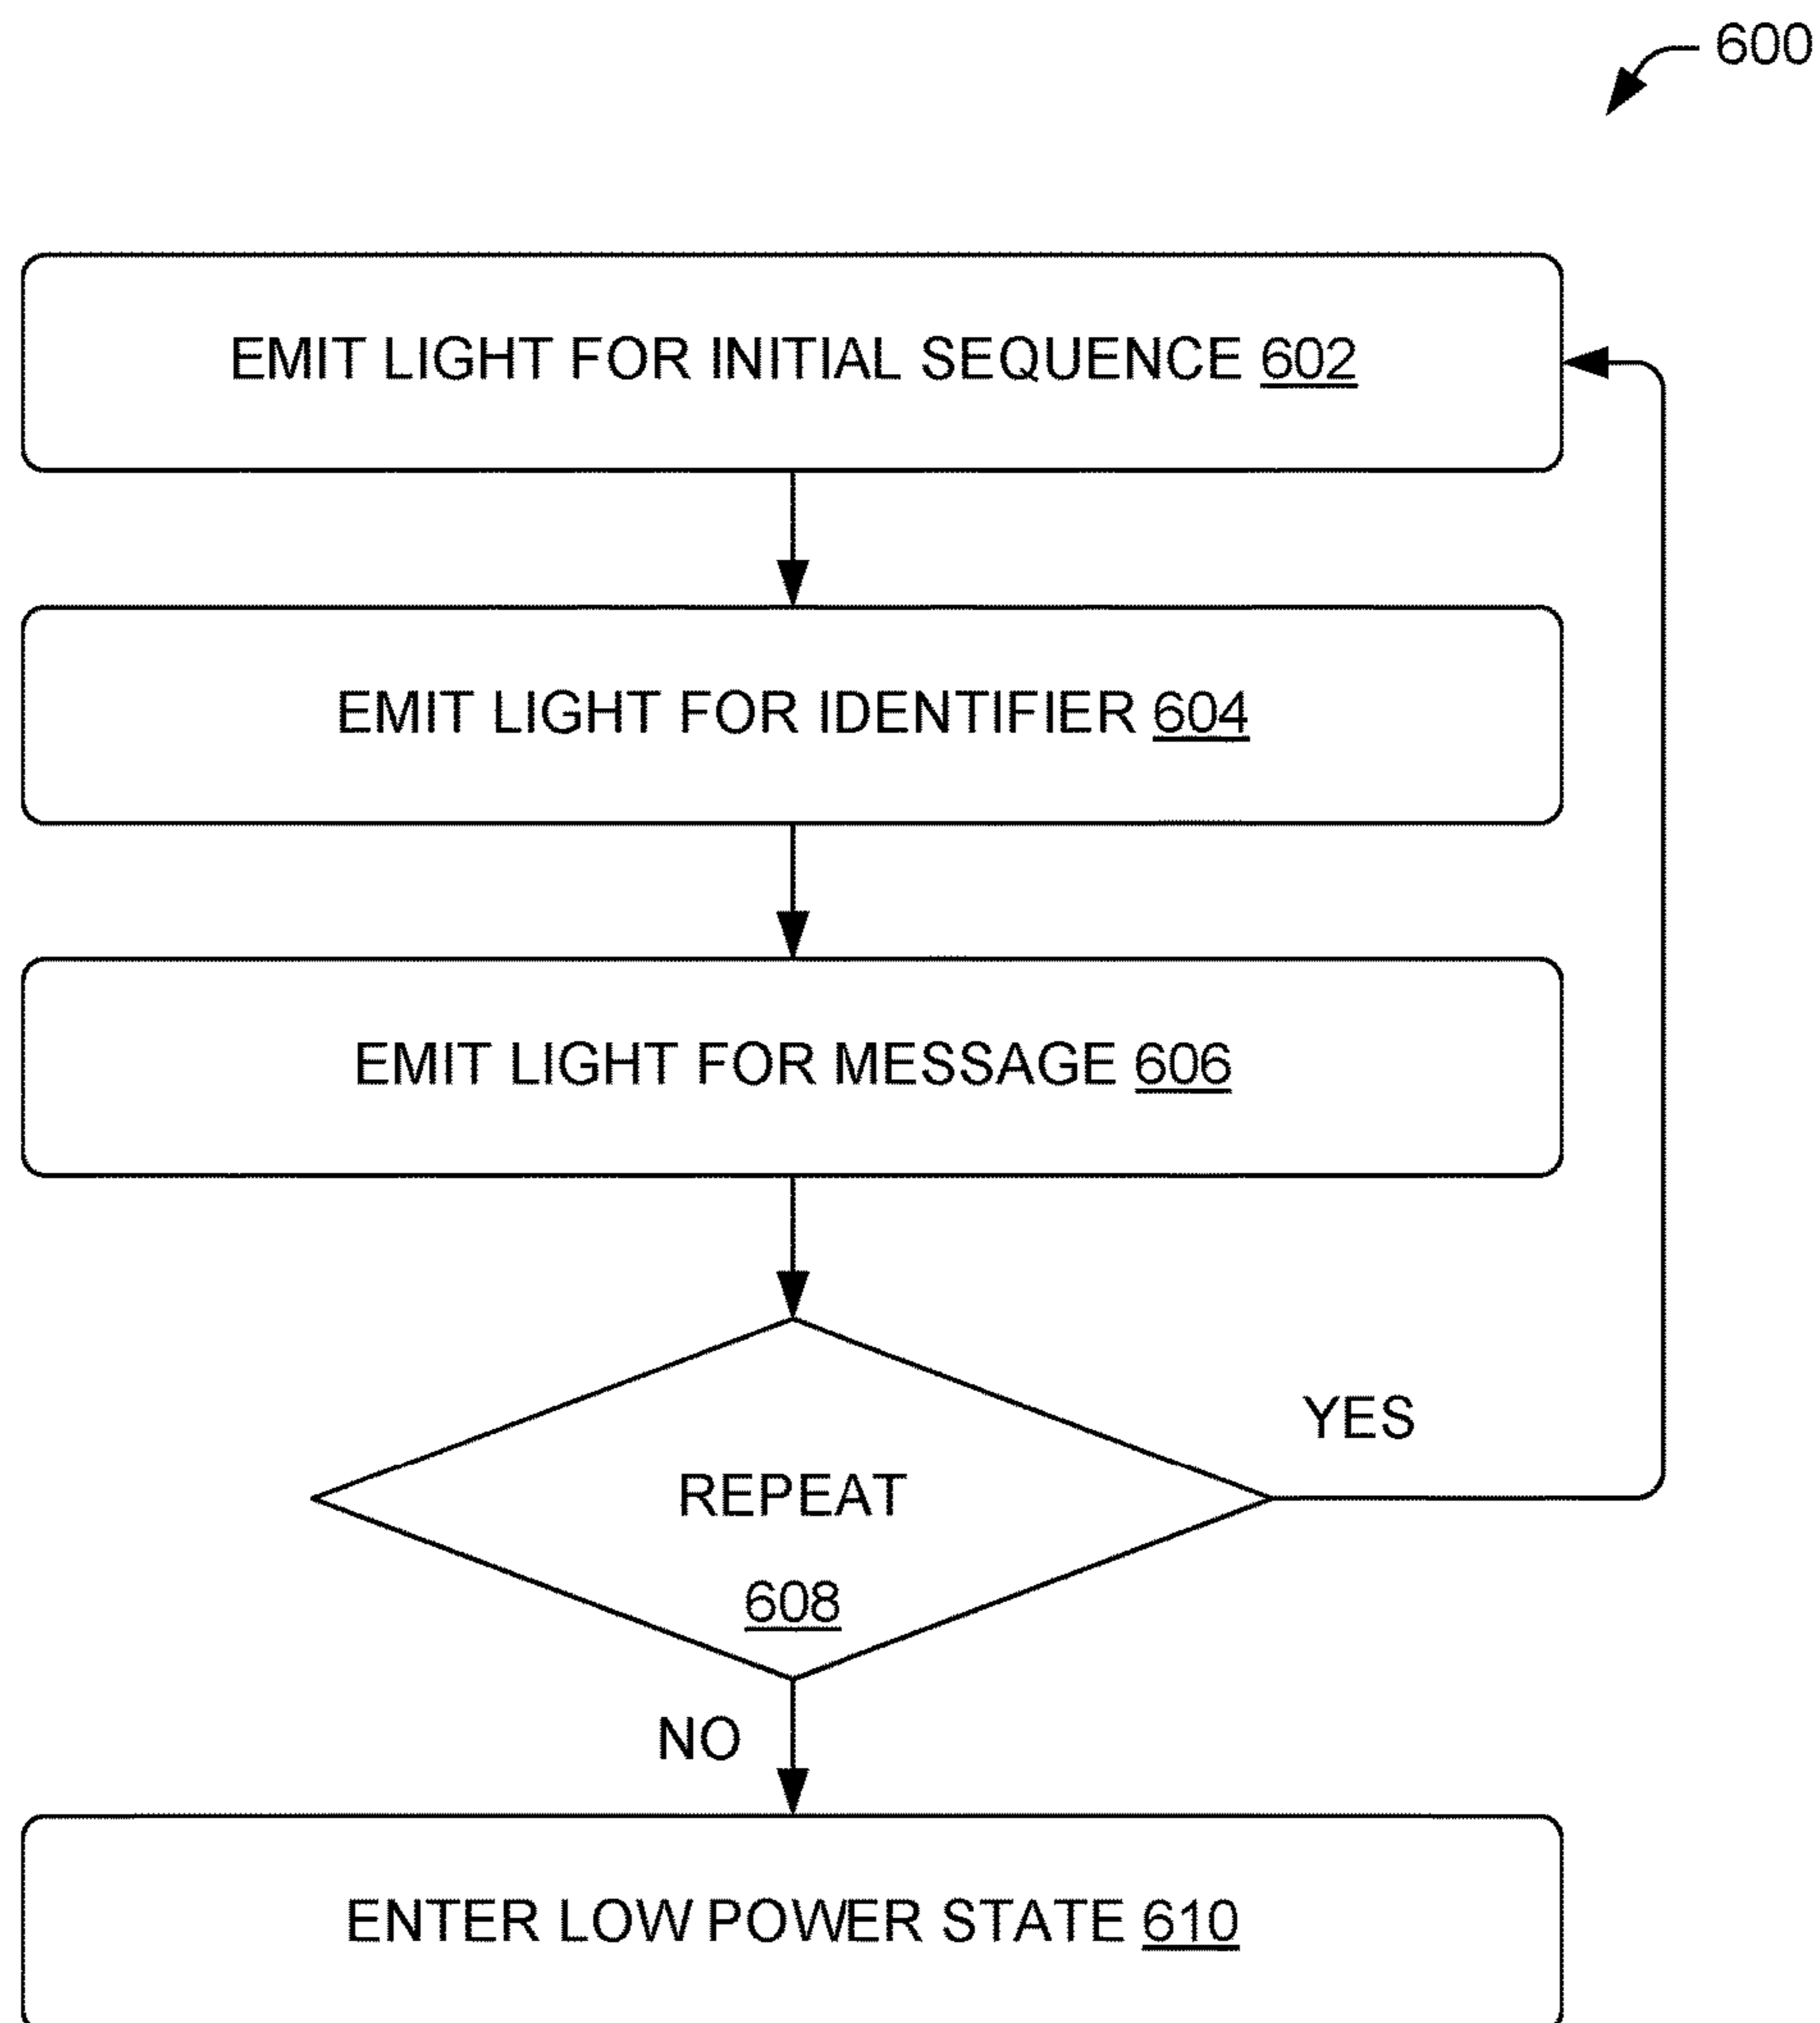 600
EMIT LIGHT FOR INITIAL SEQUENCE 602
EMIT LIGHT FOR IDENTIFIER 604
EMIT LIGHT FOR MESSAGE 606
YES
REPEAT
608
NO
ENTER LOW POWER STATE 610